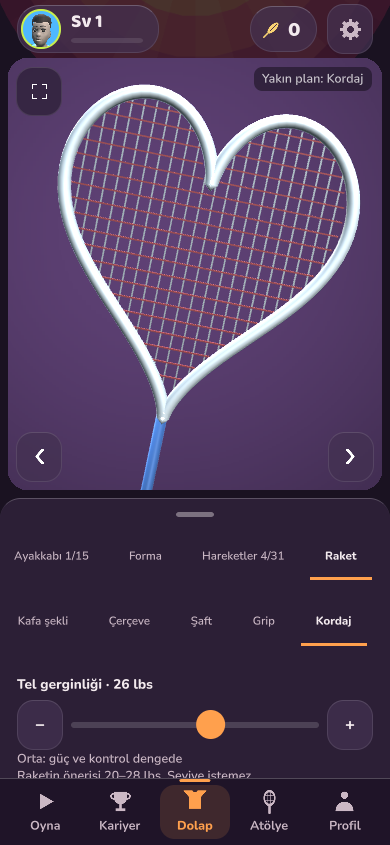 Sv 1
0
Yakın plan: Kordaj
Ayakkabı 1/15 Forma Hareketler 4/31 Raket
Kafa şekli Çerçeve Şaft Grip Kordaj
Tel gerginliği · 26 lbs
− +
Orta: güç ve kontrol dengede
Raketin önerisi 20–28 lbs. Seviye istemez
Oyna Kariyer Dolap Atölye Profil